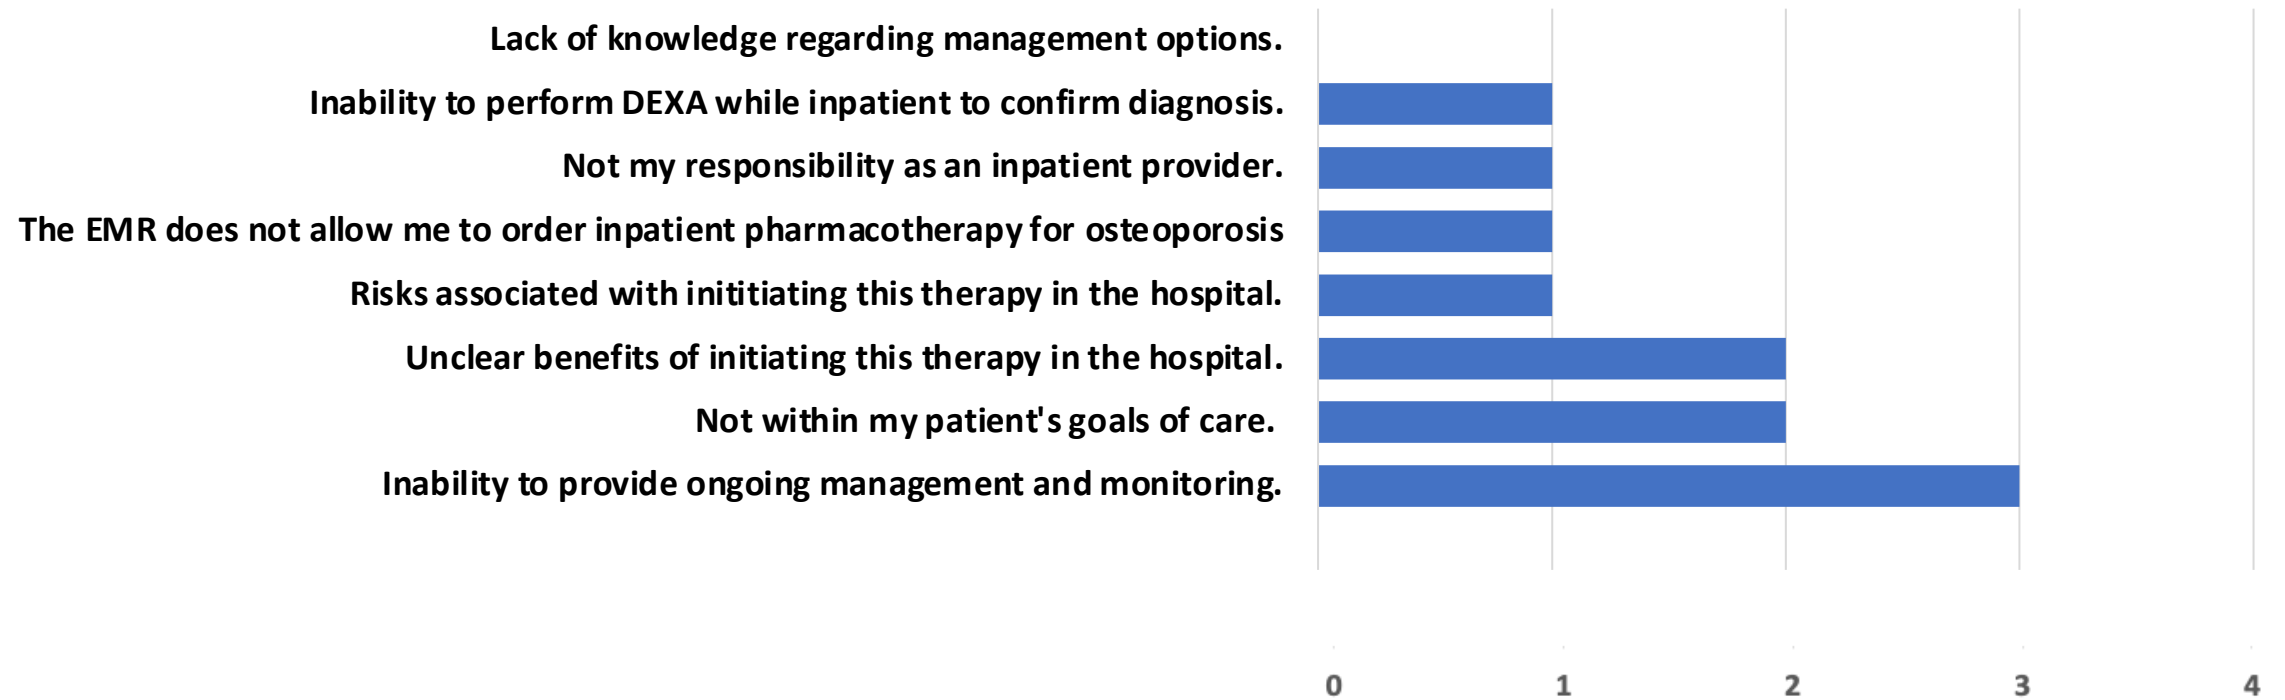 Lack of knowledge regarding management options.
Inability to perform DEXA while inpatient to confirm diagnosis.
Not my responsibility as an inpatient provider.
The EMR does not allow me to order inpatient pharmacotherapy for osteoporosis
Risks associated with inititiating this therapy in the hospital.
Unclear benefits of initiating this therapy in the hospital.
Not within my patient's goals of care.
Inability to provide ongoing management and monitoring.
0 1 2 3 4